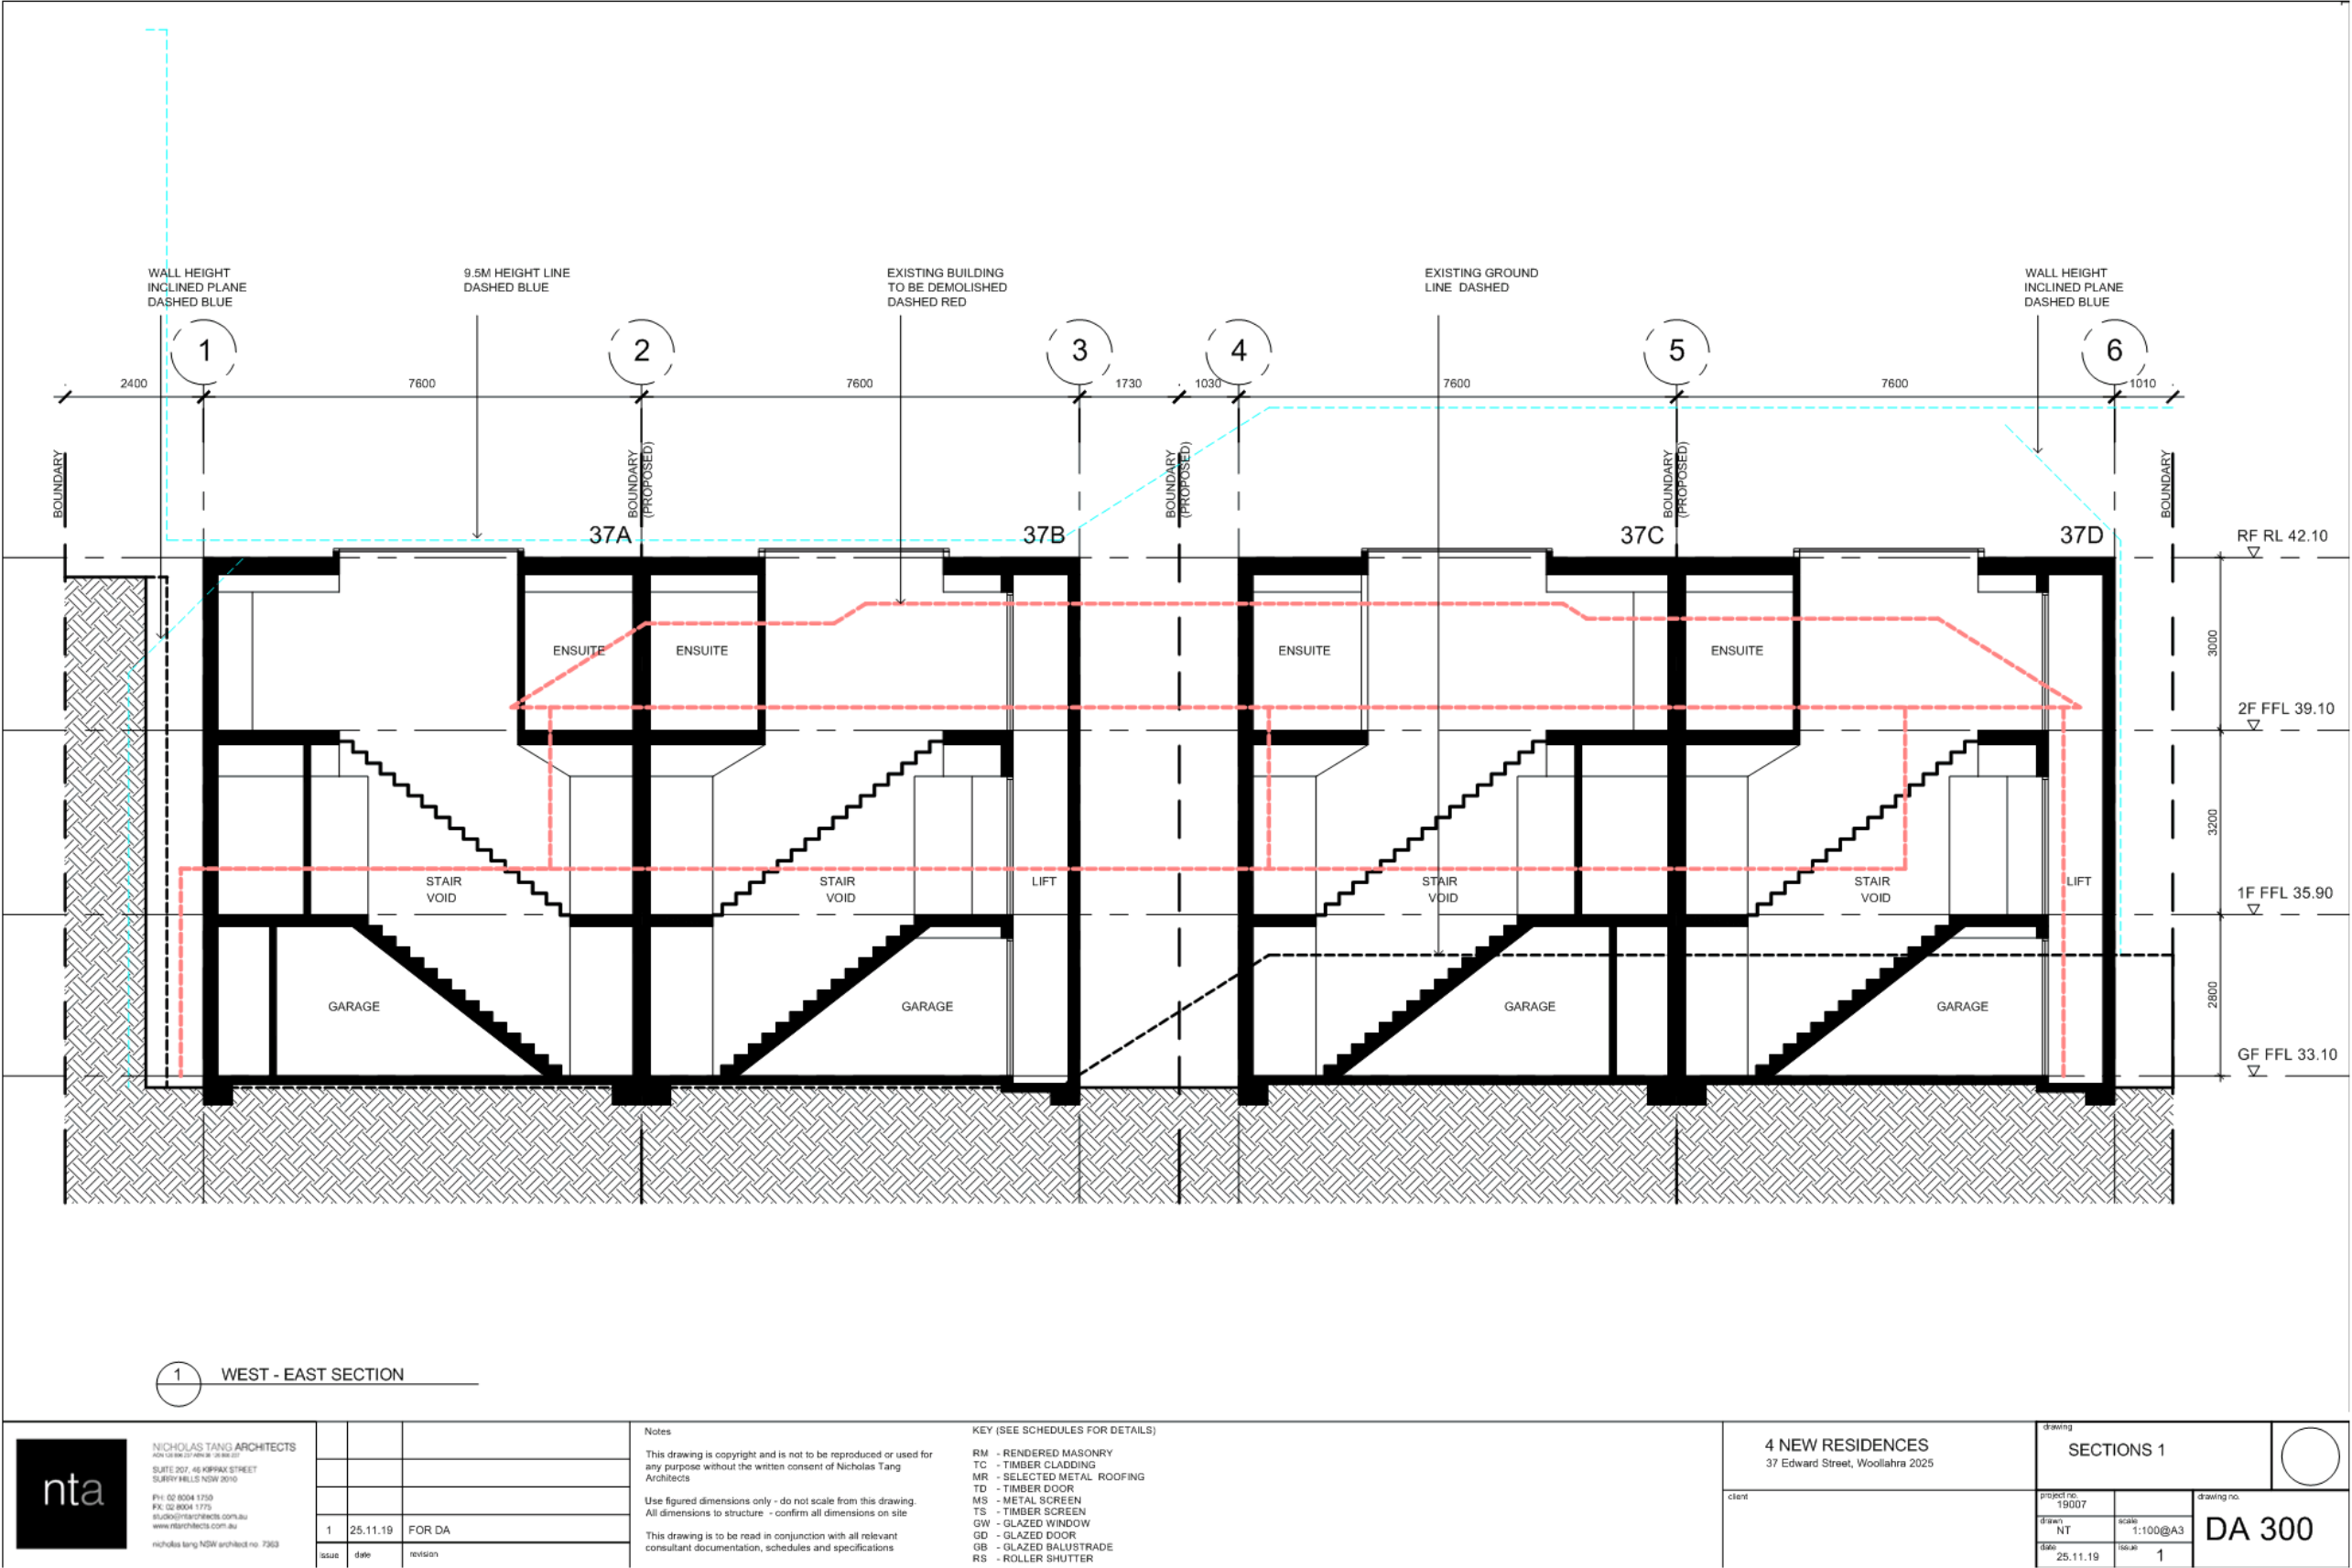 WALL HEIGHT
INCLINED PLANE
DASHED BLUE
9.5M HEIGHT LINE
DASHED BLUE
EXISTING BUILDING
TO BE DEMOLISHED
DASHED RED
EXISTING GROUND
LINE DASHED
WALL HEIGHT
INCLINED PLANE
DASHED BLUE
1
2
3
4
5
6
2400
7600
7600
1730
1030
7600
7600
1010
BOUNDARY
BOUNDARY
(PROPOSED)
BOUNDARY
(PROPOSED)
BOUNDARY
(PROPOSED)
BOUNDARY
37A
37B
37C
37D
RF RL 42.10
3000
ENSUITE
ENSUITE
ENSUITE
ENSUITE
2F FFL 39.10
3200
STAIR
VOID
STAIR
VOID
LIFT
STAIR
VOID
STAIR
VOID
LIFT
1F FFL 35.90
2800
GARAGE
GARAGE
GARAGE
GARAGE
GF FFL 33.10
1
WEST - EAST SECTION
nta
NICHOLAS TANG ARCHITECTS
SUITE 207, 46 KIPPAX STREET
SURRY HILLS NSW 2010
PH: 02 8004 1750
FX: 02 8004 1775
studio@ntarchitects.com.au
www.ntarchitects.com.au
nicholas tang NSW architect no: 7363
1 25.11.19 FOR DA
issue date revision
Notes
This drawing is copyright and is not to be reproduced or used for
any purpose without the written consent of Nicholas Tang
Architects
Use figured dimensions only - do not scale from this drawing.
All dimensions to structure - confirm all dimensions on site
This drawing is to be read in conjunction with all relevant
consultant documentation, schedules and specifications
KEY (SEE SCHEDULES FOR DETAILS)
RM - RENDERED MASONRY
TC - TIMBER CLADDING
MR - SELECTED METAL ROOFING
TD - TIMBER DOOR
MS - METAL SCREEN
TS - TIMBER SCREEN
GW - GLAZED WINDOW
GD - GLAZED DOOR
GB - GLAZED BALUSTRADE
RS - ROLLER SHUTTER
4 NEW RESIDENCES
37 Edward Street, Woollahra 2025
client
drawing
SECTIONS 1
project no.
19007
drawn
NT
scale
1:100@A3
date
25.11.19
issue
1
drawing no.
DA 300